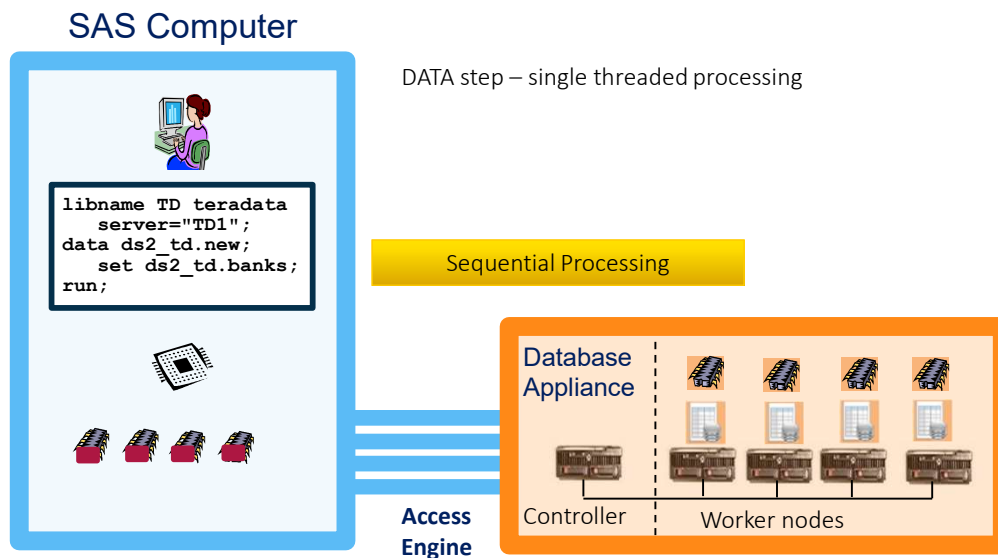 SAS Computer
DATA step – single threaded processing
libname TD teradata
server="TD1";
data ds2_td.new;
set ds2_td.banks;
run;
Sequential Processing
Database
Appliance
Controller
Worker nodes
Access
Engine